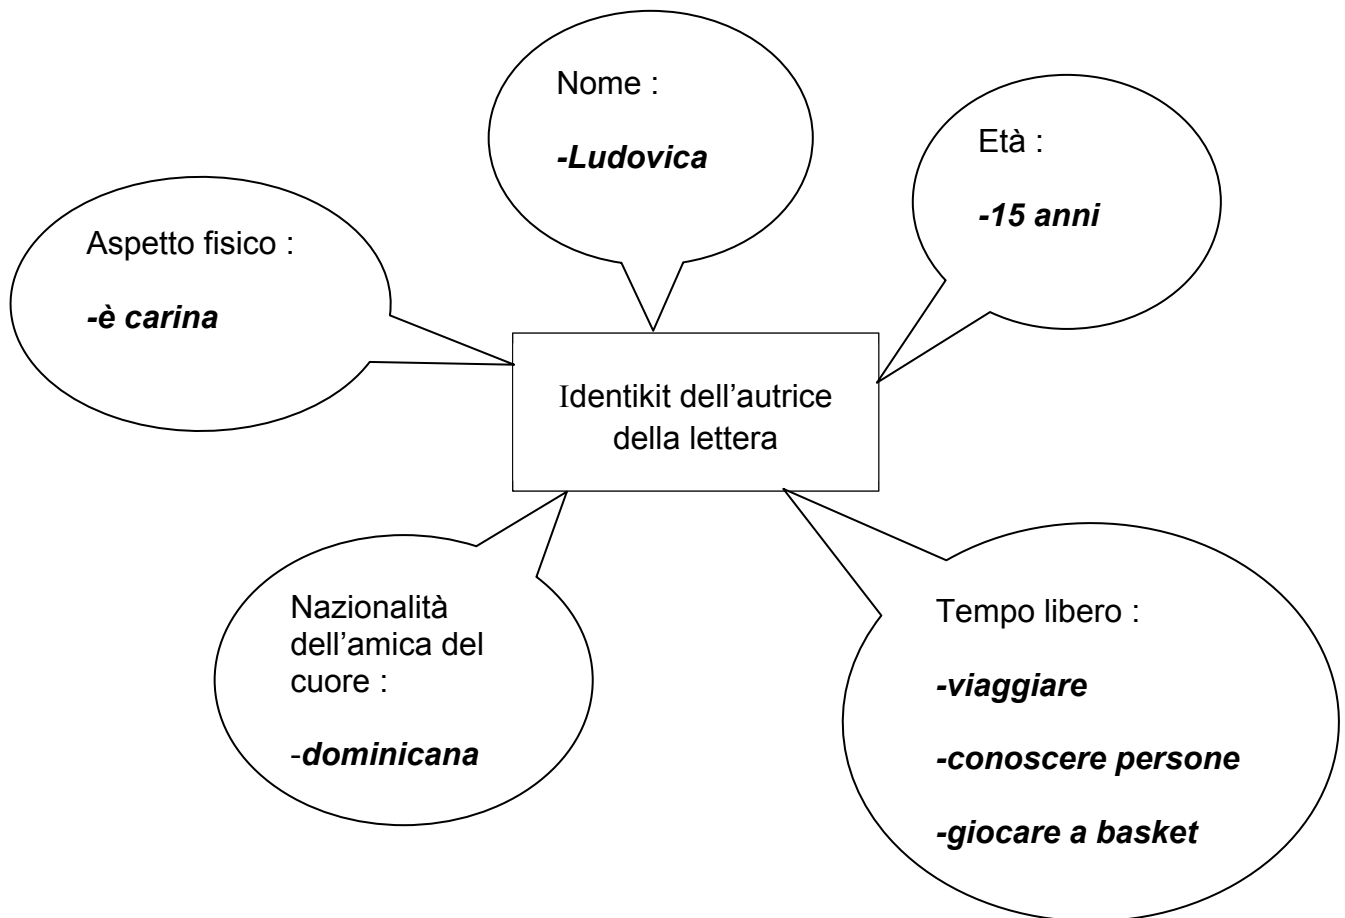 Nome :
-Ludovica
Età :
-15 anni
Aspetto fisico :
-è carina
Identikit dell’autrice
della lettera
Nazionalità
dell’amica del
cuore :
-dominicana
Tempo libero :
-viaggiare
-conoscere persone
-giocare a basket